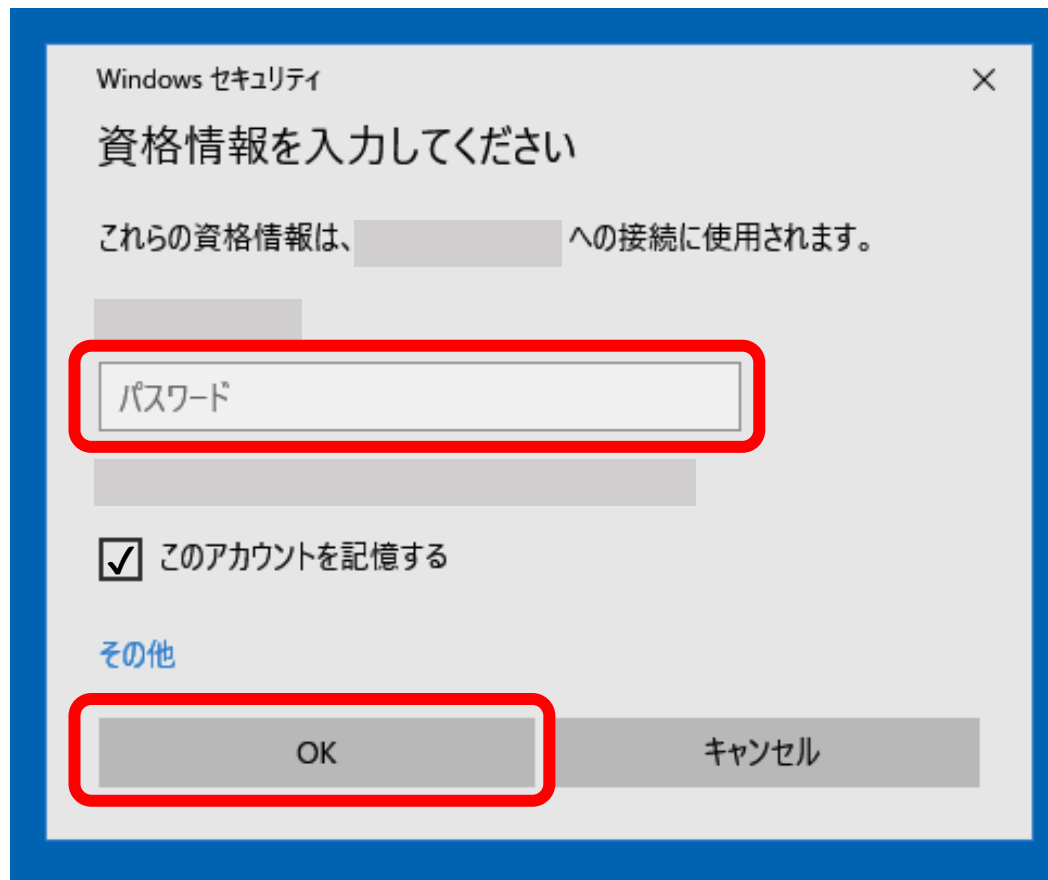 Windows セキュリティ
資格情報を入力してください
これらの資格情報は、 への接続に使用されます。
パスワード
このアカウントを記憶する
その他
OK
キャンセル